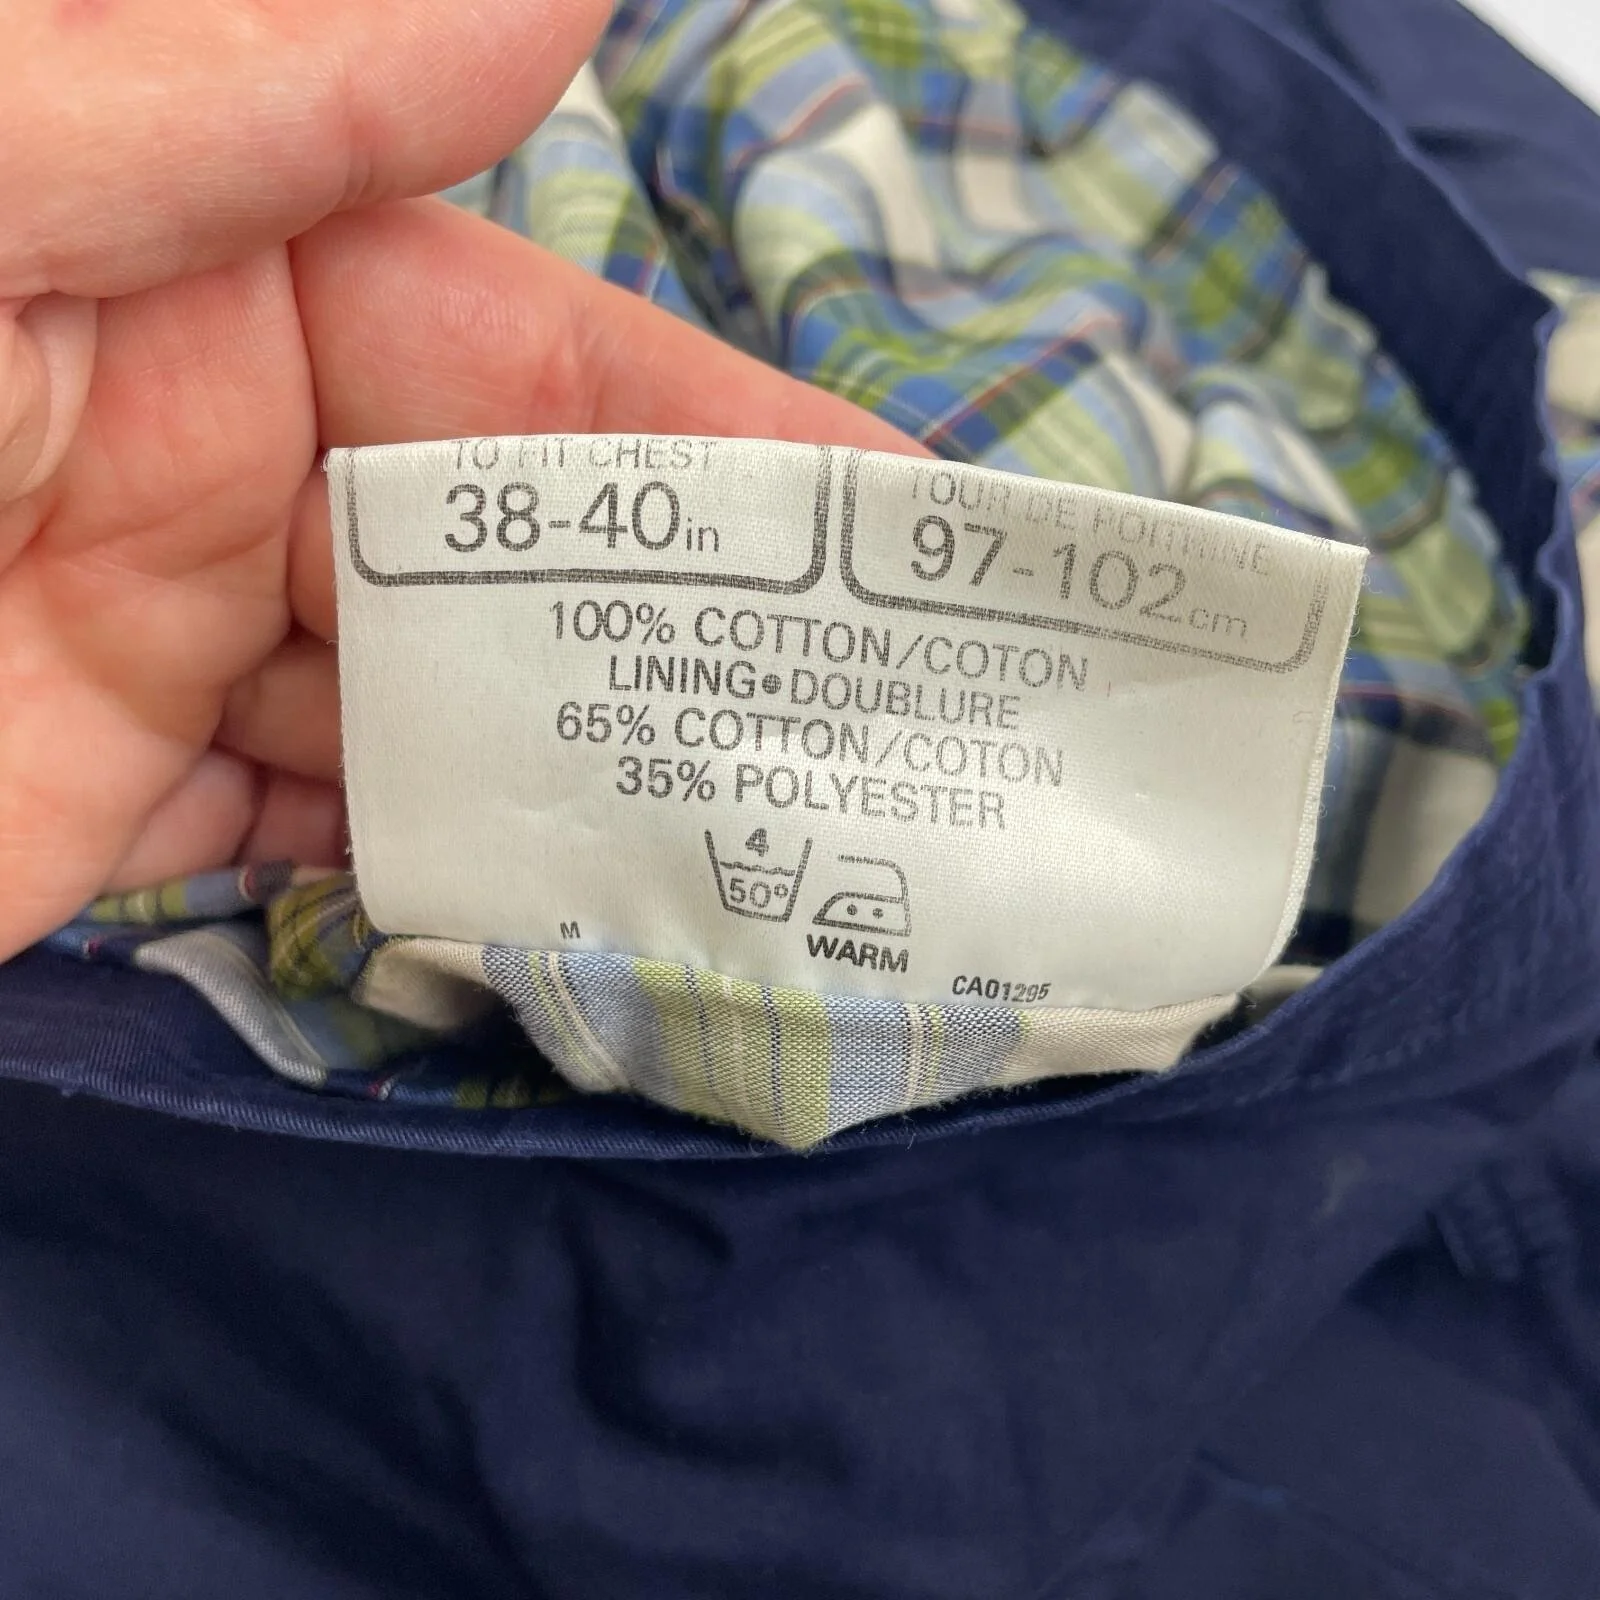 TO FIT CHEST
38-40in
TOUR DE POITRINE
97-102cm
100% COTTON/COTON
LINING•DOUBLURE
65% COTTON/COTON
35% POLYESTER
4
50°
WARM
M
CA01295